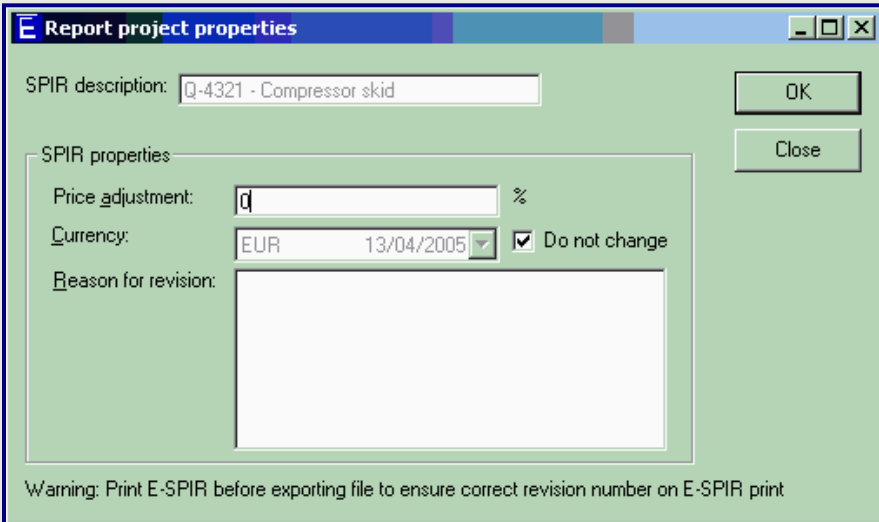 E Report project properties
SPIR description: Q-4321 - Compressor skid
OK
Close
SPIR properties
Price adjustment: 0 %
Currency: EUR 13/04/2005 Do not change
Reason for revision:
Warning: Print E-SPIR before exporting file to ensure correct revision number on E-SPIR print